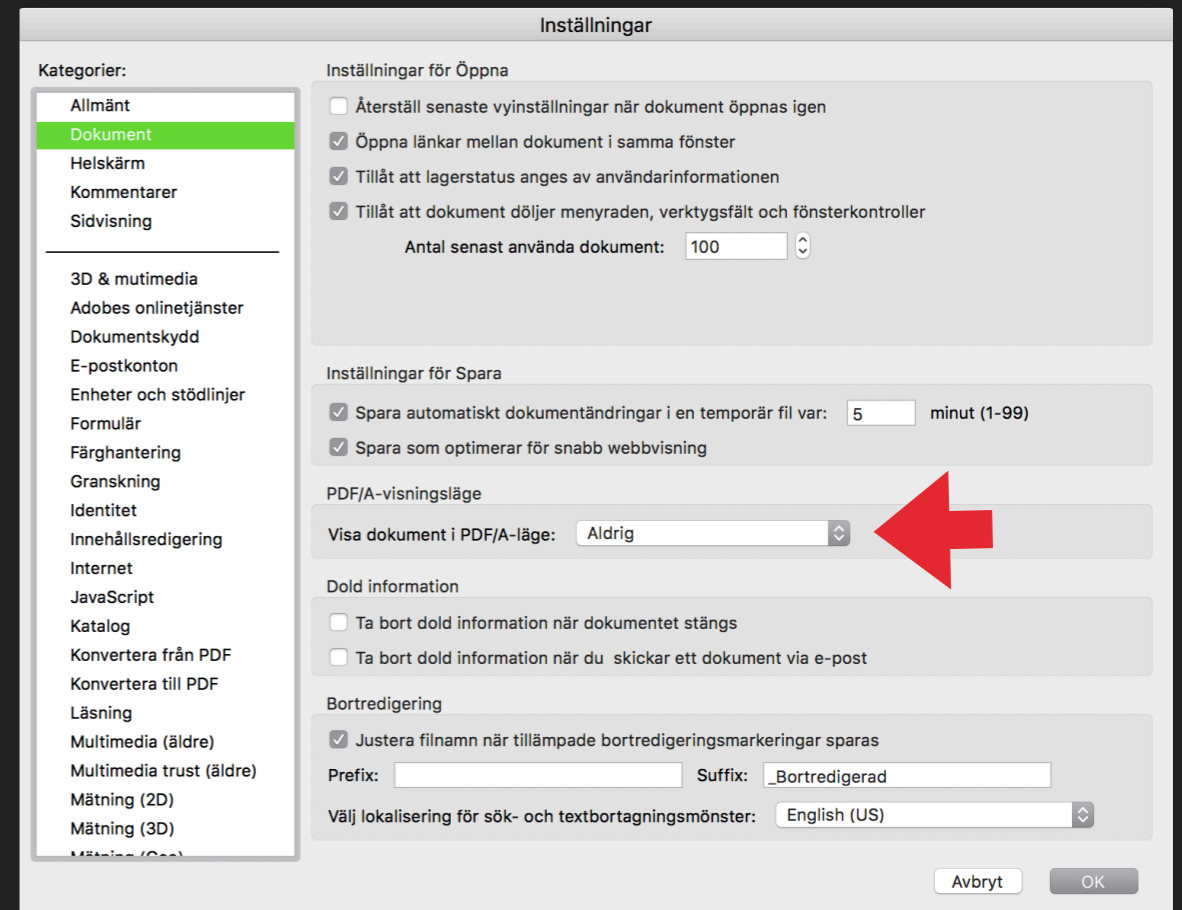 Inställningar
Kategorier:
Allmänt
Dokument
Helskärm
Kommentarer
Sidvisning
3D & mutimedia
Adobes onlinetjänster
Dokumentskydd
E-postkonton
Enheter och stödlinjer
Formulär
Färghantering
Granskning
Identitet
Innehållsredigering
Internet
JavaScript
Katalog
Konvertera från PDF
Konvertera till PDF
Läsning
Multimedia (äldre)
Multimedia trust (äldre)
Mätning (2D)
Mätning (3D)
Mätning (Geo)
Inställningar för Öppna
Återställ senaste vyinställningar när dokument öppnas igen
Öppna länkar mellan dokument i samma fönster
Tillåt att lagerstatus anges av användarinformationen
Tillåt att dokument döljer menyraden, verktygsfält och fönsterkontroller
Antal senast använda dokument: 100
Inställningar för Spara
Spara automatiskt dokumentändringar i en temporär fil var: 5 minut (1-99)
Spara som optimerar för snabb webbvisning
PDF/A-visningsläge
Visa dokument i PDF/A-läge: Aldrig
Dold information
Ta bort dold information när dokumentet stängs
Ta bort dold information när du skickar ett dokument via e-post
Bortredigering
Justera filnamn när tillämpade bortredigeringsmarkeringar sparas
Prefix: Suffix: _Bortredigerad
Välj lokalisering för sök- och textbortagningsmönster: English (US)
Avbryt OK